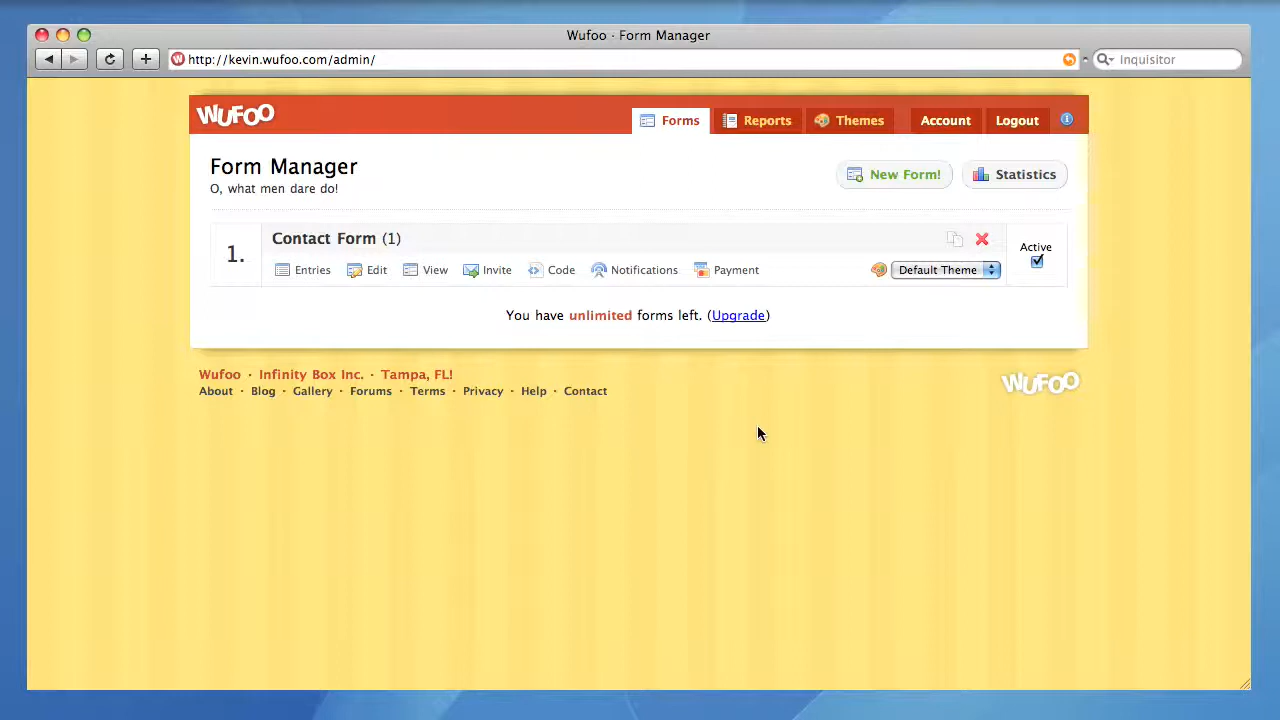 Wufoo · Form Manager
http://kevin.wufoo.com/admin/
Inquisitor
WUFOO
Forms Reports Themes Account Logout
Form Manager
O, what men dare do!
New Form! Statistics
1. Contact Form (1)
Active
Entries Edit View Invite Code Notifications Payment Default Theme
You have unlimited forms left. (Upgrade)
Wufoo · Infinity Box Inc. · Tampa, FL!
About · Blog · Gallery · Forums · Terms · Privacy · Help · Contact
WUFOO